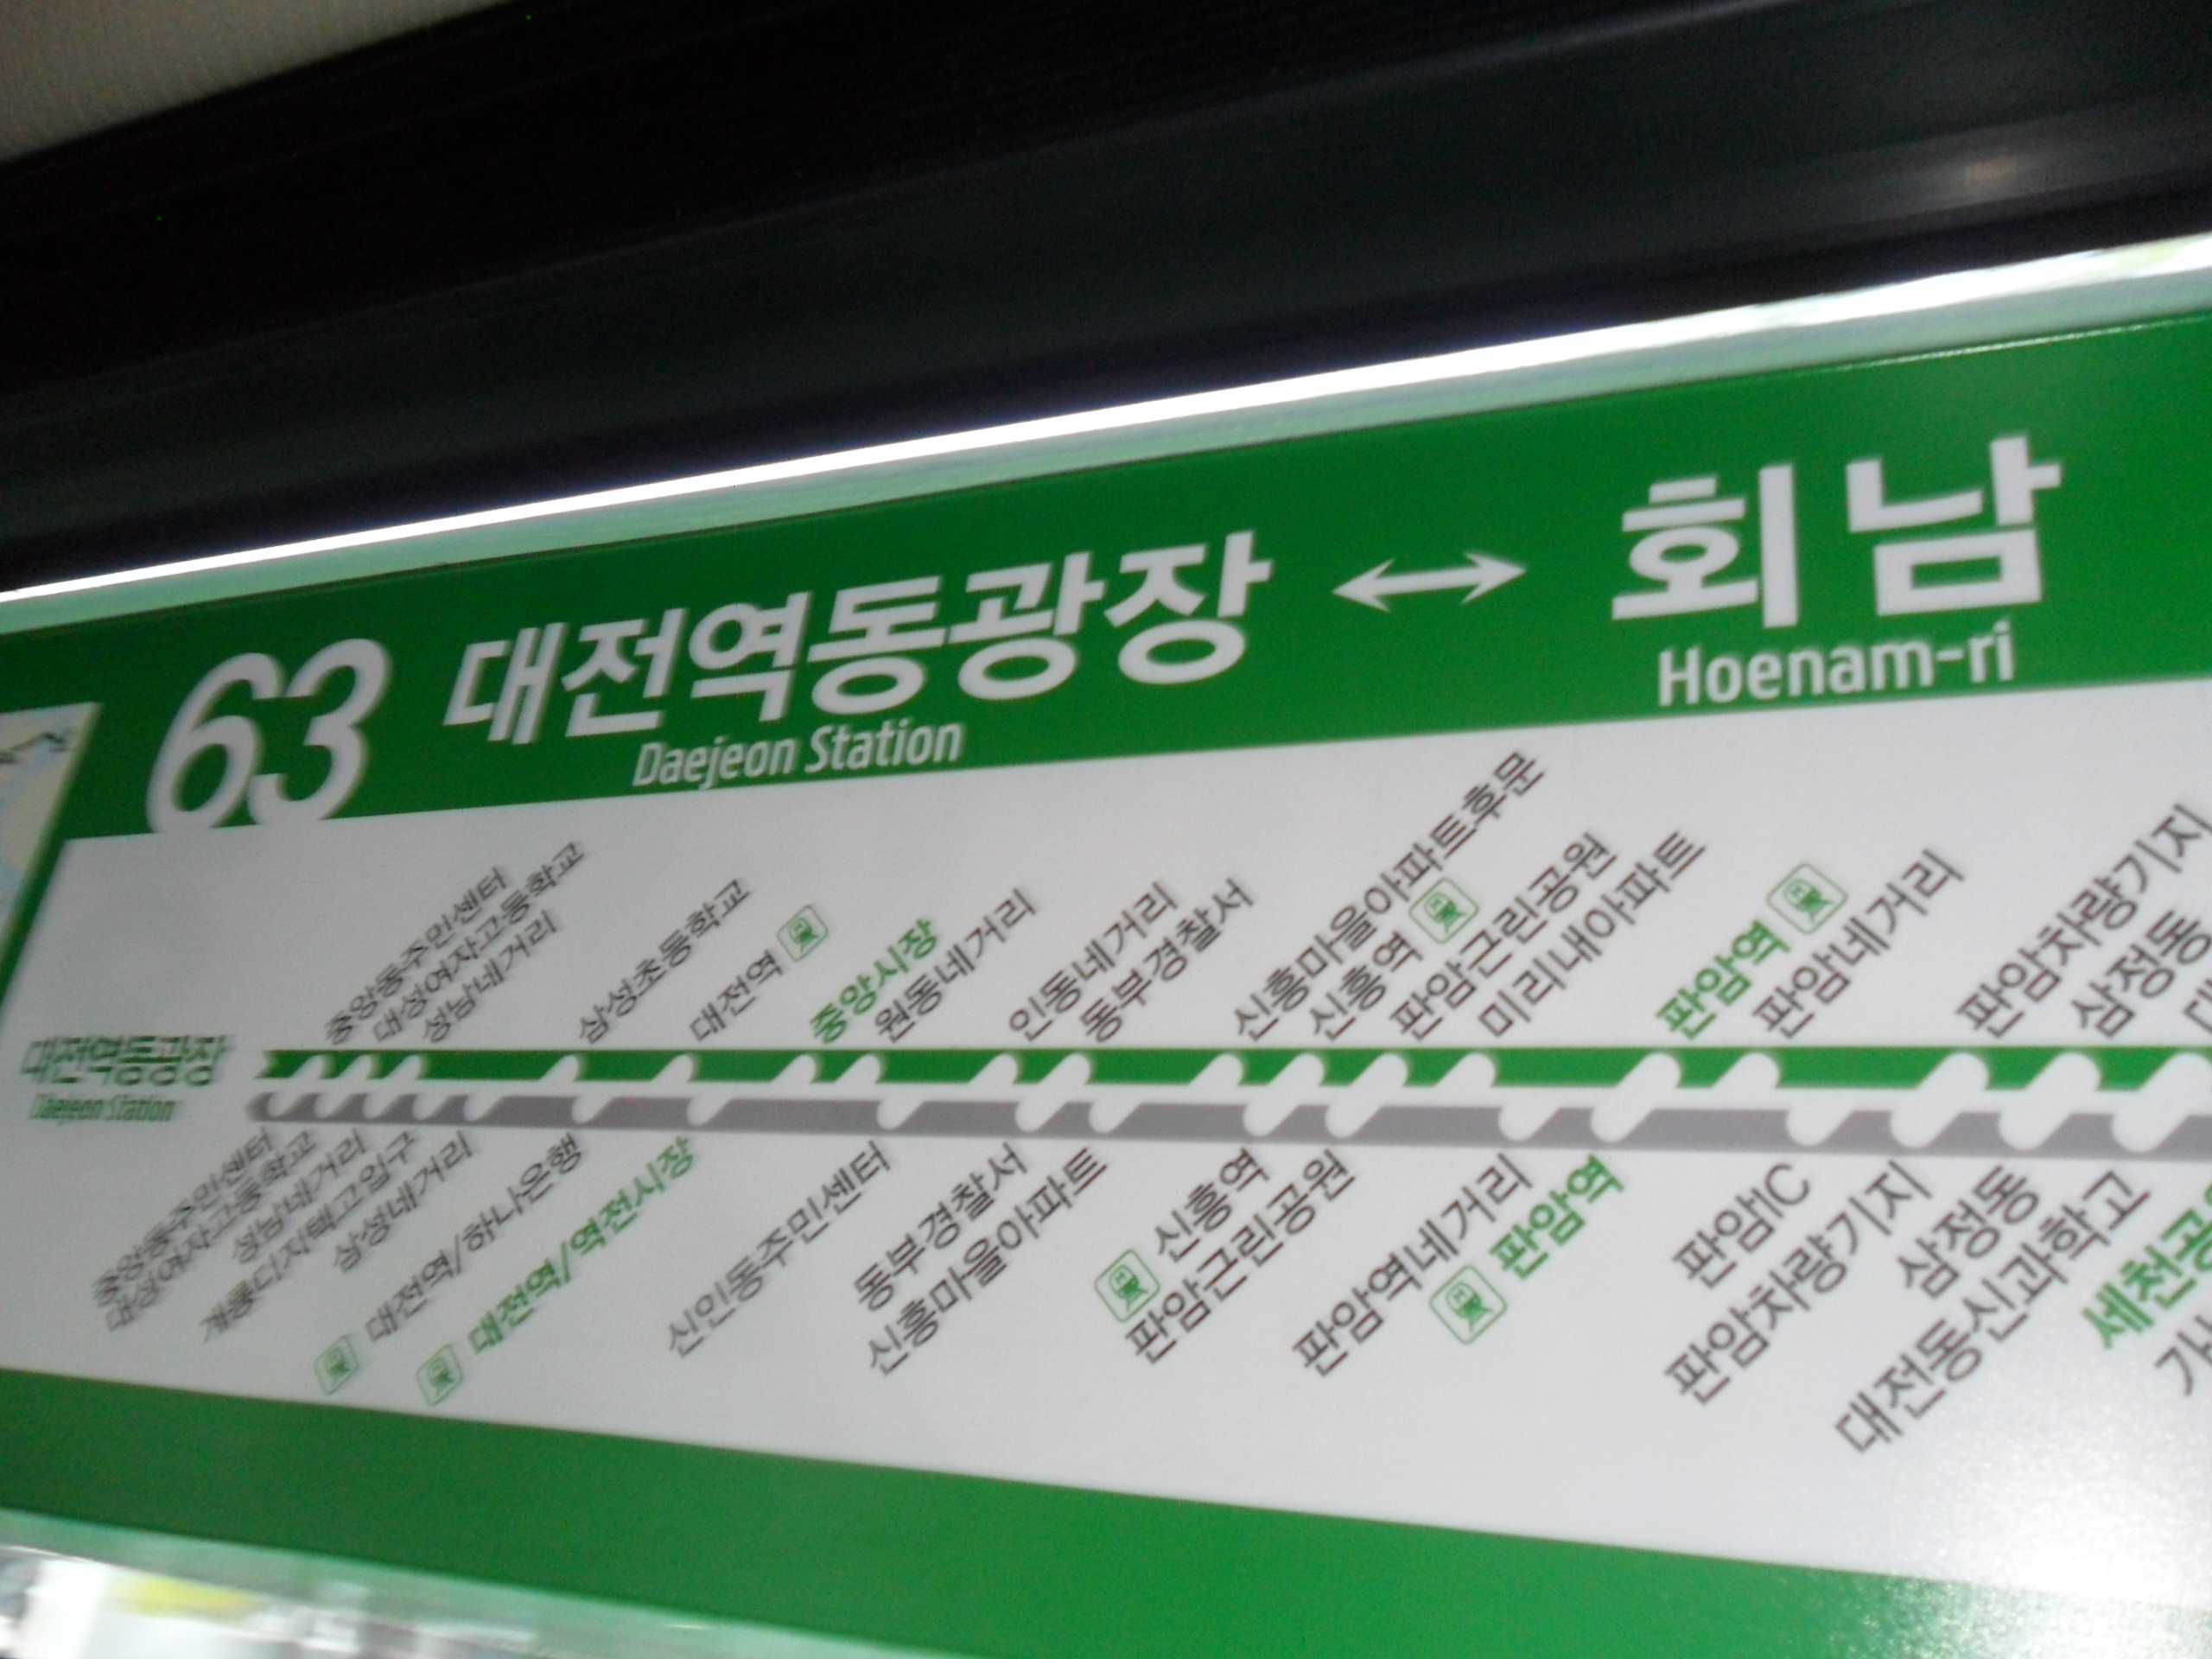 63 대전역동광장 ↔ 회남
Daejeon Station
Hoenam-ri
중앙동주민센터
대성여자고등학교
성남네거리
삼성초등학교
대전역
중앙시장
원동네거리
인동네거리
동부경찰서
신흥마을아파트후문
신흥역
판암근린공원
미리내아파트
판암역
판암네거리
판암차량기지
삼정동
대전역동광장
Daejeon Station
중앙동주민센터
대성여자고등학교
성남네거리
계룡디지텍고입구
삼성네거리
대전역/하나은행
대전역/역전시장
신인동주민센터
동부경찰서
신흥마을아파트
신흥역
판암근린공원
판암역네거리
판암역
판암IC
판암차량기지
삼정동
대전동신과학고
세천공